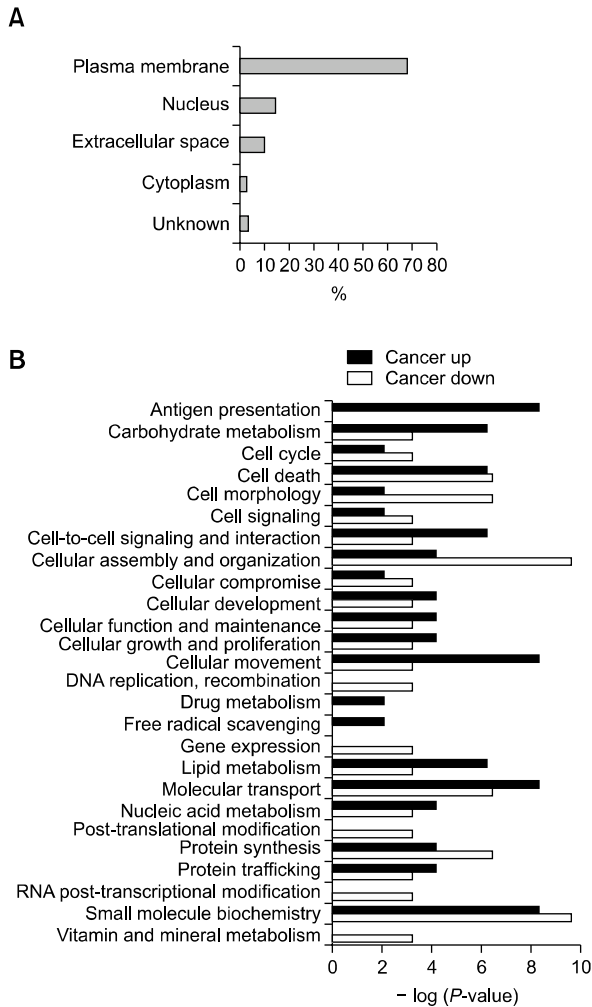 A
Plasma membrane
Nucleus
Extracellular space
Cytoplasm
Unknown
0 10 20 30 40 50 60 70 80
%
B
Cancer up
Cancer down
Antigen presentation
Carbohydrate metabolism
Cell cycle
Cell death
Cell morphology
Cell signaling
Cell-to-cell signaling and interaction
Cellular assembly and organization
Cellular compromise
Cellular development
Cellular function and maintenance
Cellular growth and proliferation
Cellular movement
DNA replication, recombination
Drug metabolism
Free radical scavenging
Gene expression
Lipid metabolism
Molecular transport
Nucleic acid metabolism
Post-translational modification
Protein synthesis
Protein trafficking
RNA post-transcriptional modification
Small molecule biochemistry
Vitamin and mineral metabolism
0 2 4 6 8 10
− log (P-value)